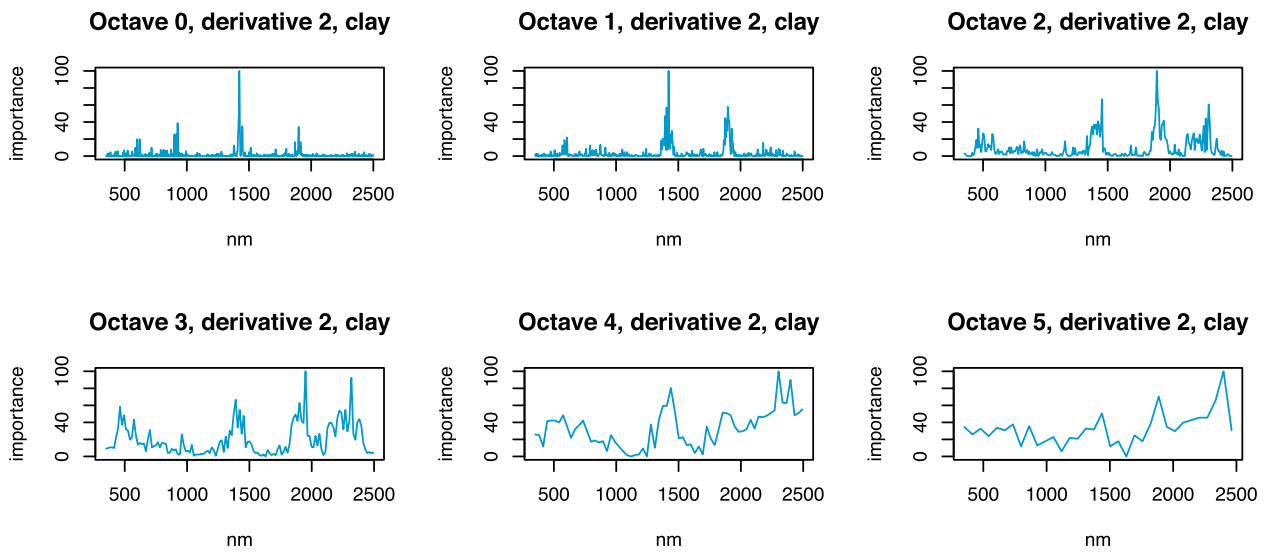 Octave 0, derivative 2, clay
importance
0 40 100
500 1000 1500 2000 2500
nm
Octave 1, derivative 2, clay
importance
0 40 100
500 1000 1500 2000 2500
nm
Octave 2, derivative 2, clay
importance
0 40 100
500 1000 1500 2000 2500
nm
Octave 3, derivative 2, clay
importance
0 40 100
500 1000 1500 2000 2500
nm
Octave 4, derivative 2, clay
importance
0 40 100
500 1000 1500 2000 2500
nm
Octave 5, derivative 2, clay
importance
0 40 100
500 1000 1500 2000 2500
nm